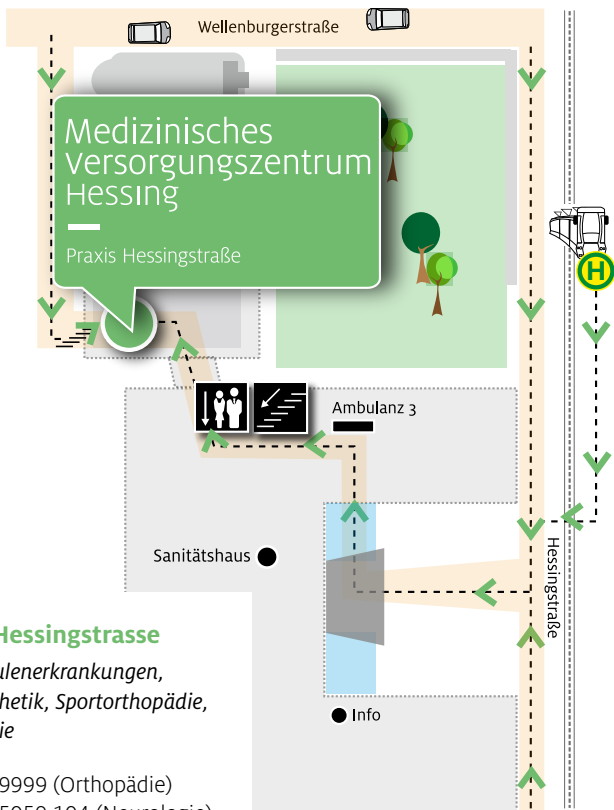 Wellenburgerstraße
Medizinisches
Versorgungszentrum
Hessing
Praxis Hessingstraße
H
Ambulanz 3
Sanitätshaus
Hessingstraße
Info
Hessingstrasse
ulenerkrankungen,
hetik, Sportorthopädie,
ie
9999 (Orthopädie)